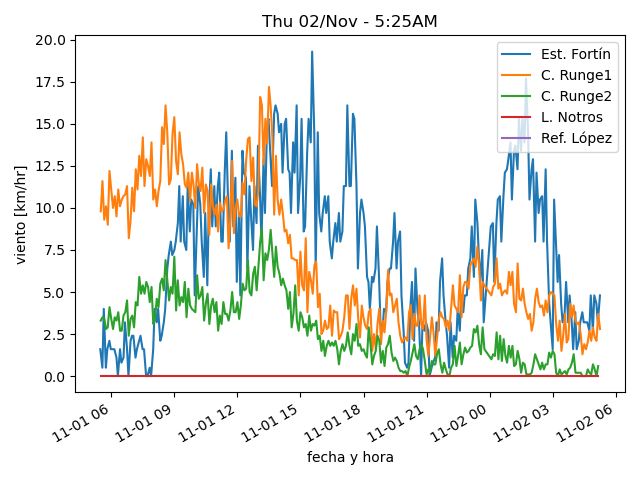 Thu 02/Nov - 5:25AM
viento [km/hr]
20.0
17.5
15.0
12.5
10.0
7.5
5.0
2.5
0.0
Est. Fortín
C. Runge1
C. Runge2
L. Notros
Ref. López
11-01 06
11-01 09
11-01 12
11-01 15
11-01 18
11-01 21
11-02 00
11-02 03
11-02 06
fecha y hora